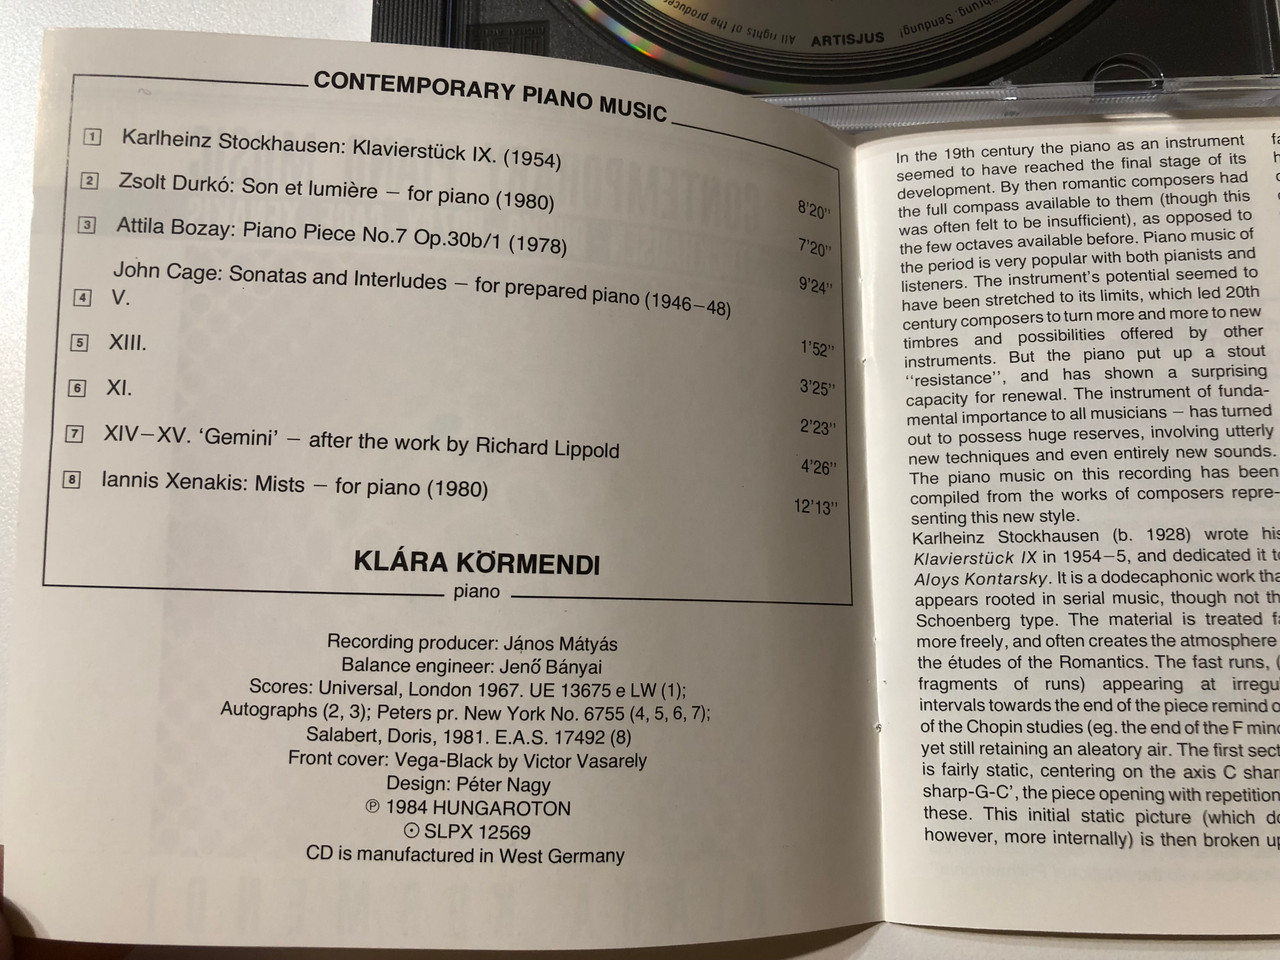 All rights of the producer
ARTISJUS
Sendung!
CONTEMPORARY PIANO MUSIC
1 Karlheinz Stockhausen: Klavierstück IX. (1954) 8'20''
2 Zsolt Durkó: Son et lumière – for piano (1980) 7'20''
3 Attila Bozay: Piano Piece No.7 Op.30b/1 (1978) 9'24''
John Cage: Sonatas and Interludes – for prepared piano (1946–48)
4 V. 1'52''
5 XIII. 3'25''
6 XI. 2'23''
7 XIV–XV. ‘Gemini’ – after the work by Richard Lippold 4'26''
8 Iannis Xenakis: Mists – for piano (1980) 12'13''
KLÁRA KÖRMENDI
piano
Recording producer: János Mátyás
Balance engineer: Jenő Bányai
Scores: Universal, London 1967. UE 13675 e LW (1);
Autographs (2, 3); Peters pr. New York No. 6755 (4, 5, 6, 7);
Salabert, Doris, 1981. E.A.S. 17492 (8)
Front cover: Vega-Black by Victor Vasarely
Design: Péter Nagy
℗ 1984 HUNGAROTON
⊙ SLPX 12569
CD is manufactured in West Germany
In the 19th century the piano as an instrument
seemed to have reached the final stage of its
development. By then romantic composers had
the full compass available to them (though this
was often felt to be insufficient), as opposed to
the few octaves available before. Piano music of
the period is very popular with both pianists and
listeners. The instrument's potential seemed to
have been stretched to its limits, which led 20th
century composers to turn more and more to new
timbres and possibilities offered by other
instruments. But the piano put up a stout
‘‘resistance’’, and has shown a surprising
capacity for renewal. The instrument of funda-
mental importance to all musicians – has turned
out to possess huge reserves, involving utterly
new techniques and even entirely new sounds.
The piano music on this recording has been
compiled from the works of composers repre-
senting this new style.
Karlheinz Stockhausen (b. 1928) wrote his
Klavierstück IX in 1954–5, and dedicated it to
Aloys Kontarsky. It is a dodecaphonic work tha
appears rooted in serial music, though not th
Schoenberg type. The material is treated fa
more freely, and often creates the atmosphere
the études of the Romantics. The fast runs, (
fragments of runs) appearing at irregu
intervals towards the end of the piece remind o
of the Chopin studies (eg. the end of the F mino
yet still retaining an aleatory air. The first sect
is fairly static, centering on the axis C shar
sharp-G-C’, the piece opening with repetition
these. This initial static picture (which do
however, more internally) is then broken up